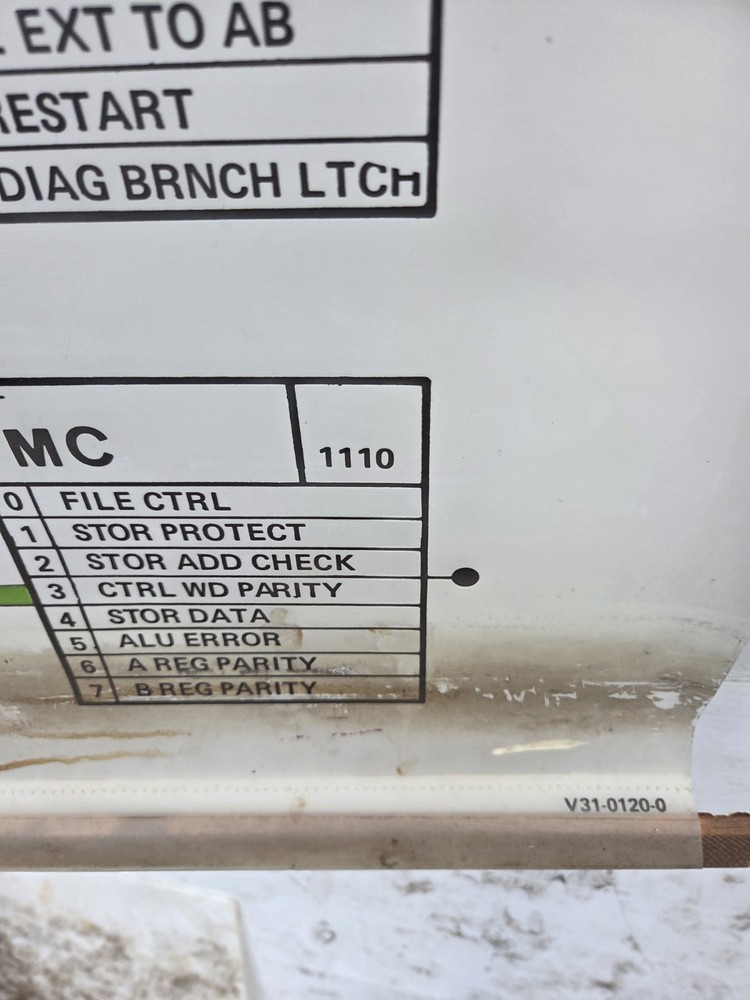 EXT TO AB
RESTART
DIAG BRNCH LTCH
MC 1110
0 FILE CTRL
1 STOR PROTECT
2 STOR ADD CHECK
3 CTRL WD PARITY
4 STOR DATA
5 ALU ERROR
6 A REG PARITY
7 B REG PARITY
V31-0120-0